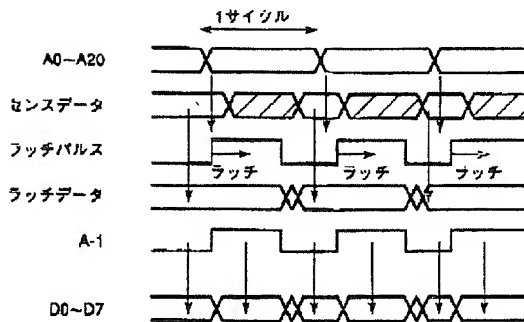 1サイクル
A0~A20
センスデータ
ラッチパルス
ラッチ ラッチ ラッチ
ラッチデータ
A-1
D0~D7